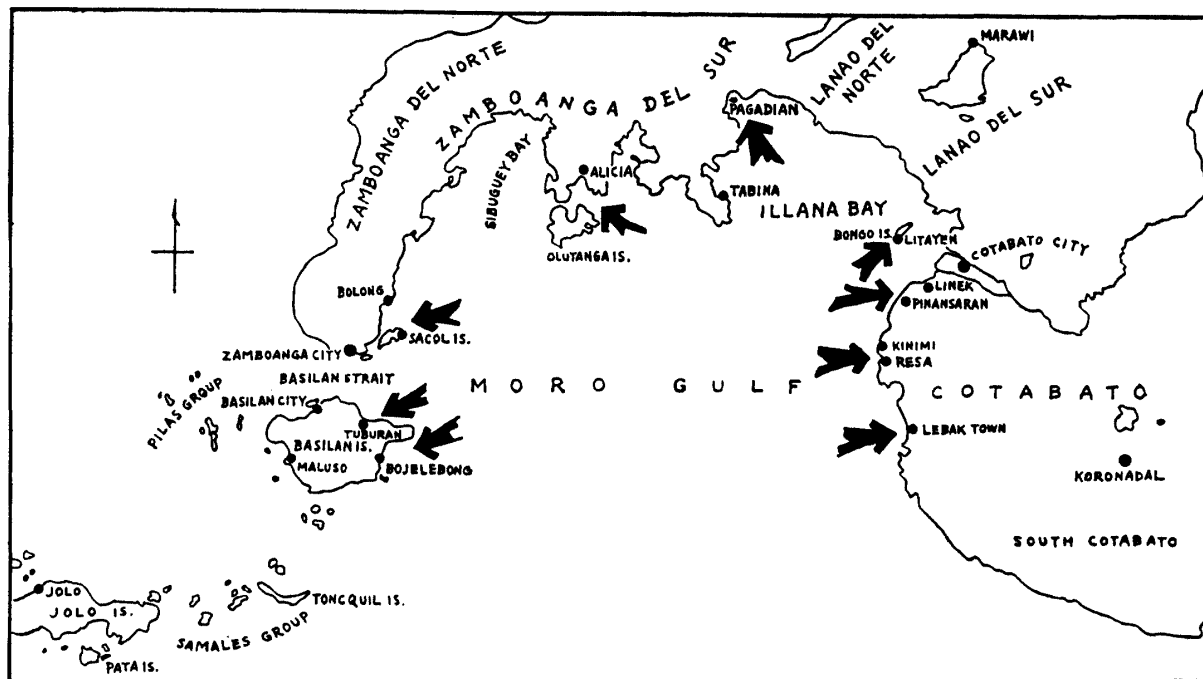 MARAWI
ZAMBOANGA DEL NORTE
ZAMBOANGA DEL SUR
LANAO DEL
NORTE
LANAO DEL SUR
PAGADIAN
SIBUGUEY BAY
ALICIA
TABINA
ILLANA BAY
OLUTANGA IS.
BONGO IS.
LITAYEN
COTABATO CITY
BOLONG
LINEK
PINANSARAN
SACOL IS.
ZAMBOANGA CITY
KINIMI
RESA
BASILAN STRAIT
MORO GULF
COTABATO
PILAS GROUP
BASILAN CITY
TUBURAN
LEBAK TOWN
BASILAN IS.
MALUSO
BOJELEBONG
KORONADAL
SOUTH COTABATO
JOLO
JOLO IS.
TONCQUIL IS.
SAMALES GROUP
PATA IS.